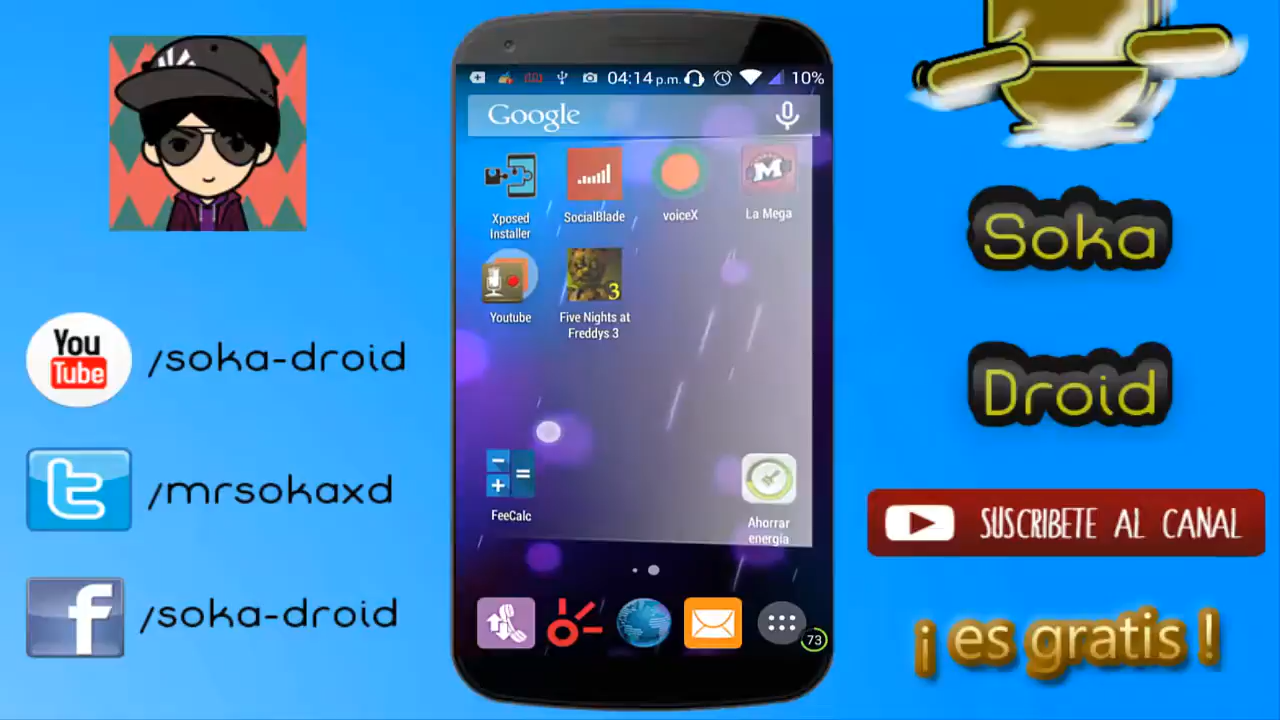 You
Tube
/soka-droid
/mrsokaxd
f
/soka-droid
04:14 p.m.
10%
Google
Xposed
Installer
SocialBlade
voiceX
M
La Mega
Youtube
3
Five Nights at
Freddys 3
FeeCalc
Ahorrar
energía
73
Soka
Droid
SUSCRIBETE AL CANAL
¡ es gratis !